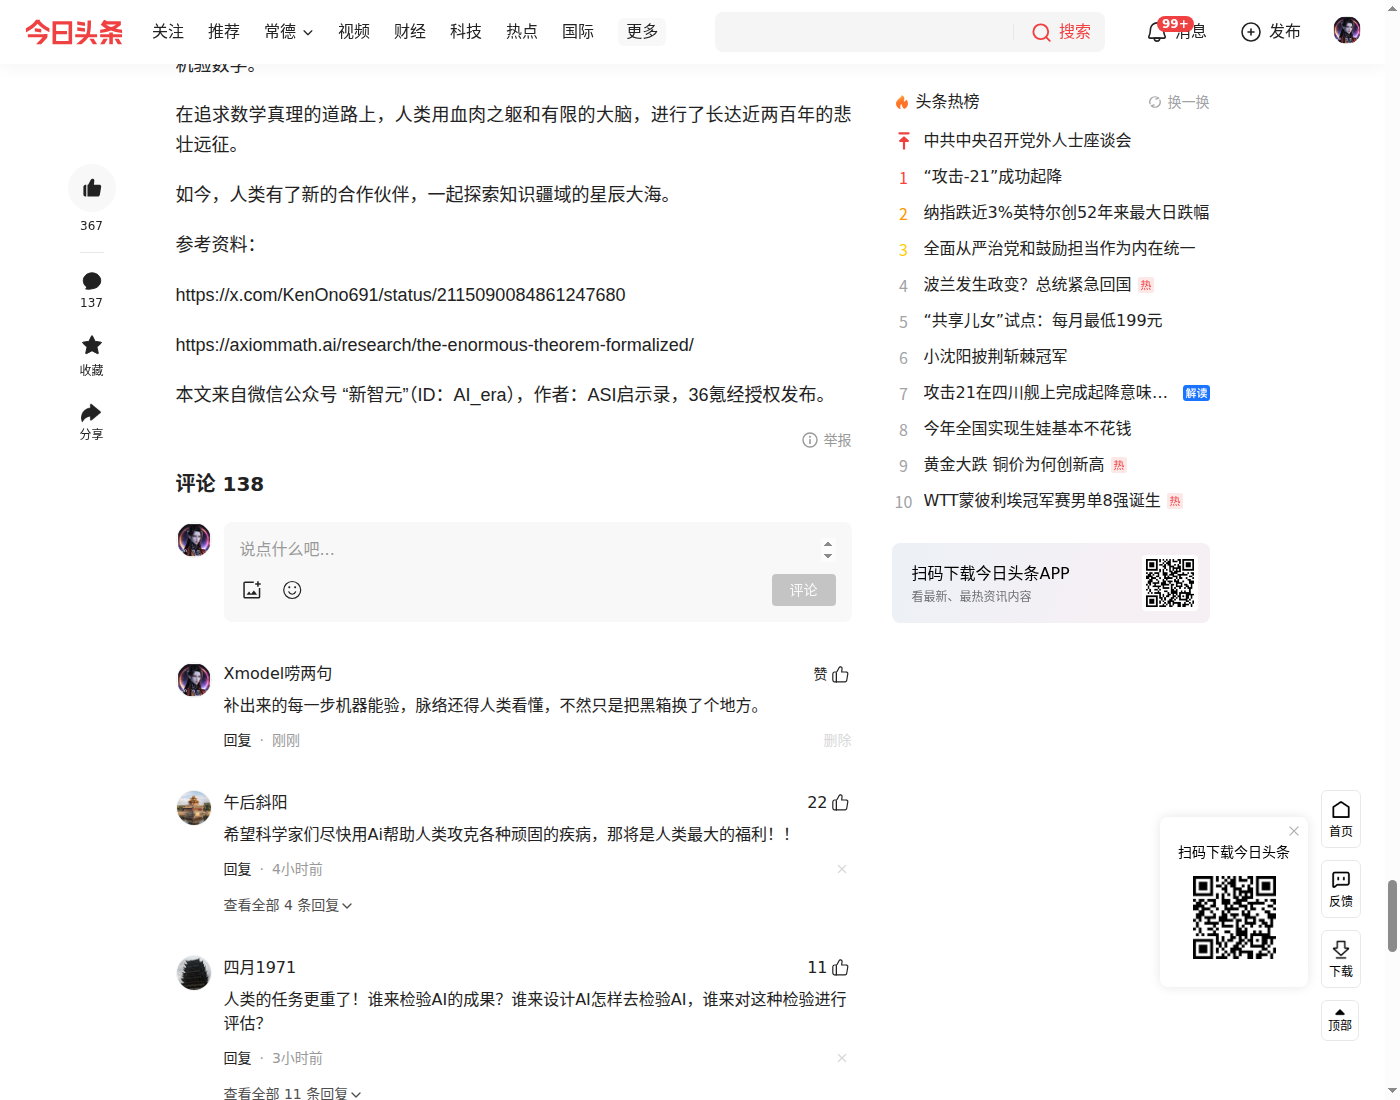 今日头条
关注 推荐 常德 视频 财经 科技 热点 国际 更多
搜索
99+
消息
发布
机验数学。
在追求数学真理的道路上，人类用血肉之躯和有限的大脑，进行了长达近两百年的悲
壮远征。
如今，人类有了新的合作伙伴，一起探索知识疆域的星辰大海。
参考资料：
https://x.com/KenOno691/status/2115090084861247680
https://axiommath.ai/research/the-enormous-theorem-formalized/
本文来自微信公众号 “新智元”（ID：AI_era），作者：ASI启示录，36氪经授权发布。
举报
367
137
收藏
分享
评论 138
说点什么吧...
评论
Xmodel唠两句
赞
补出来的每一步机器能验，脉络还得人类看懂，不然只是把黑箱换了个地方。
回复 · 刚刚
删除
午后斜阳
22
希望科学家们尽快用Ai帮助人类攻克各种顽固的疾病，那将是人类最大的福利！！
回复 · 4小时前
查看全部 4 条回复
四月1971
11
人类的任务更重了！谁来检验AI的成果？谁来设计AI怎样去检验AI，谁来对这种检验进行
评估？
回复 · 3小时前
查看全部 11 条回复
头条热榜
换一换
中共中央召开党外人士座谈会
1 “攻击-21”成功起降
2 纳指跌近3%英特尔创52年来最大日跌幅
3 全面从严治党和鼓励担当作为内在统一
4 波兰发生政变？总统紧急回国 热
5 “共享儿女”试点：每月最低199元
6 小沈阳披荆斩棘冠军
7 攻击21在四川舰上完成起降意味... 解读
8 今年全国实现生娃基本不花钱
9 黄金大跌 铜价为何创新高 热
10 WTT蒙彼利埃冠军赛男单8强诞生 热
扫码下载今日头条APP
看最新、最热资讯内容
扫码下载今日头条
首页
反馈
下载
顶部